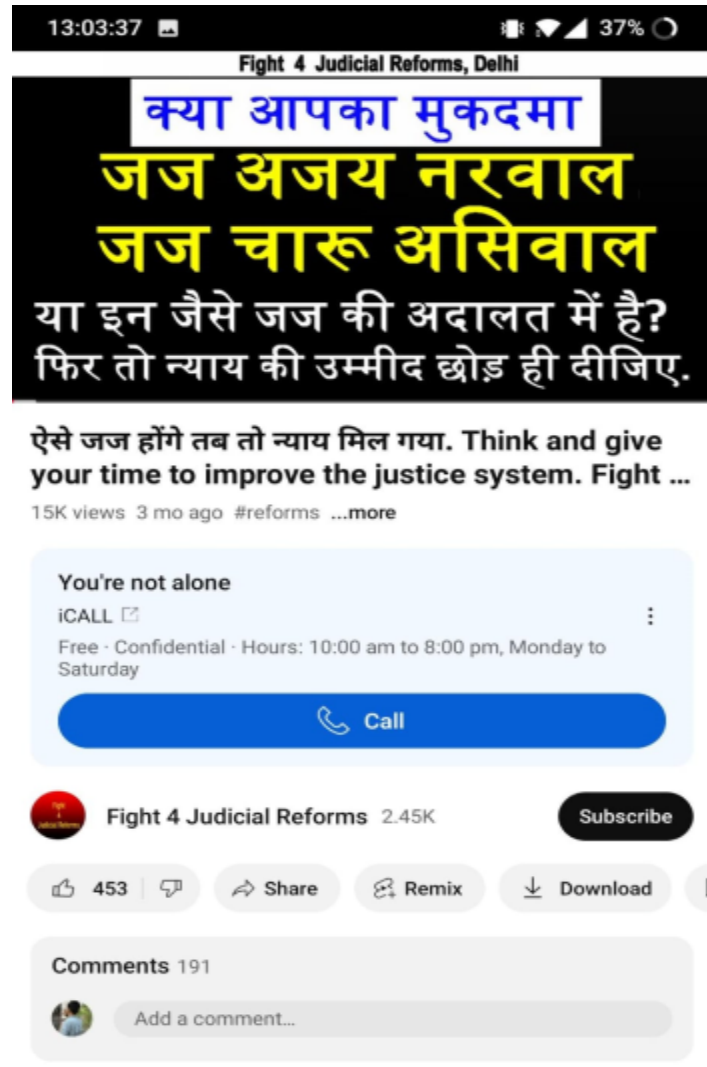 13:03:37
37%
Fight 4 Judicial Reforms, Delhi
क्या आपका मुकदमा
जज अजय नरवाल
जज चारू असिवाल
या इन जैसे जज की अदालत में है?
फिर तो न्याय की उम्मीद छोड़ ही दीजिए.
ऐसे जज होंगे तब तो न्याय मिल गया. Think and give
your time to improve the justice system. Fight ...
15K views 3 mo ago #reforms ...more
You're not alone
iCALL
Free · Confidential · Hours: 10:00 am to 8:00 pm, Monday to
Saturday
Call
Fight 4 Judicial Reforms 2.45K
Subscribe
453
Share
Remix
Download
Comments 191
Add a comment...